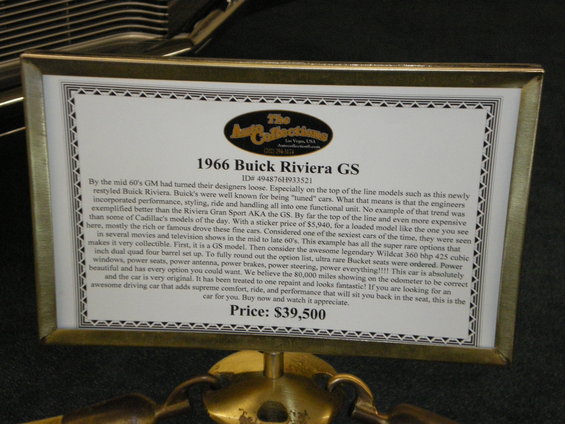 The
Auto Collections
Las Vegas, USA
Autocollections.com
(702) 794-3174
1966 Buick Riviera GS
ID# 494876H933521
By the mid 60's GM had turned their designers loose. Especially on the top of the line models such as this newly
restyled Buick Riviera. Buick's were well known for being "tuned" cars. What that means is that the engineers
incorporated performance, styling, ride and handling all into one functional unit. No example of that trend was
exemplified better than the Riviera Gran Sport AKA the GS. By far the top of the line and even more expensive
than some of Cadillac's models of the day. With a sticker price of $5,940, for a loaded model like the one you see
here, mostly the rich or famous drove these fine cars. Considered one of the sexiest cars of the time, they were seen
in several movies and television shows in the mid to late 60's. This example has all the super rare options that
makes it very collectible. First, it is a GS model. Then consider the awesome legendary Wildcat 360 bhp 425 cubic
inch dual quad four barrel set up. To fully round out the option list, ultra rare Bucket seats were ordered. Power
windows, power seats, power antenna, power brakes, power steering, power everything!!!! This car is absolutely
beautiful and has every option you could want. We believe the 80,000 miles showing on the odometer to be correct
and the car is very original. It has been treated to one repaint and looks fantastic! If you are looking for an
awesome driving car that adds supreme comfort, ride, and performance that will sit you back in the seat, this is the
car for you. Buy now and watch it appreciate.
Price: $39,500